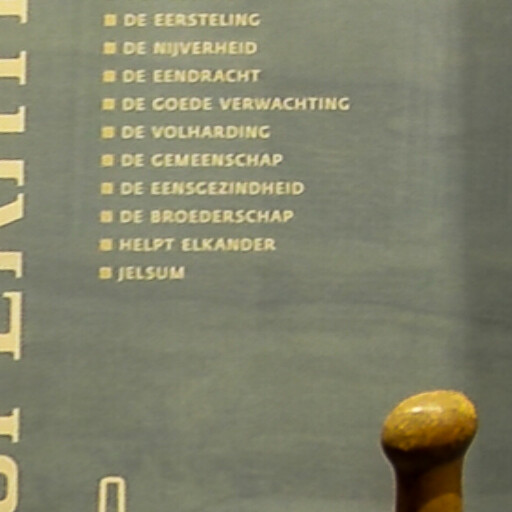 DE EERSTELING
DE NIJVERHEID
DE EENDRACHT
DE GOEDE VERWACHTING
DE VOLHARDING
DE GEMEENSCHAP
DE EENSGEZINDHEID
DE BROEDERSCHAP
HELPT ELKANDER
JELSUM